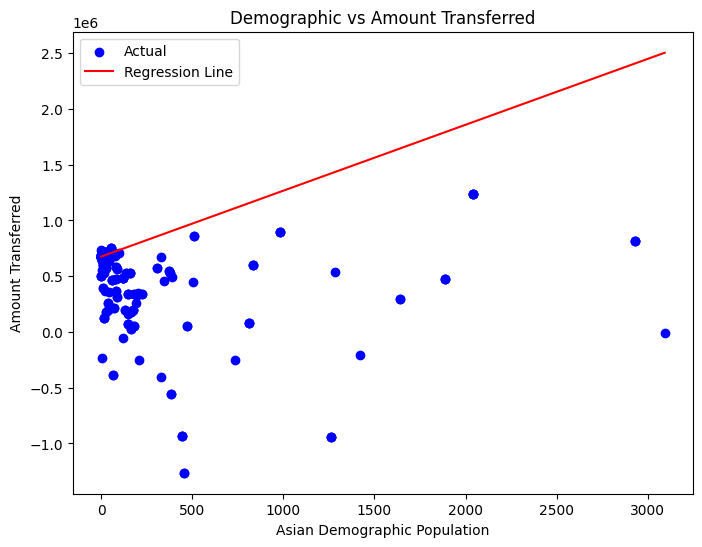 Demographic vs Amount Transferred
1e6
Actual
Regression Line
2.5
2.0
1.5
1.0
0.5
0.0
−0.5
−1.0
Amount Transferred
0 500 1000 1500 2000 2500 3000
Asian Demographic Population